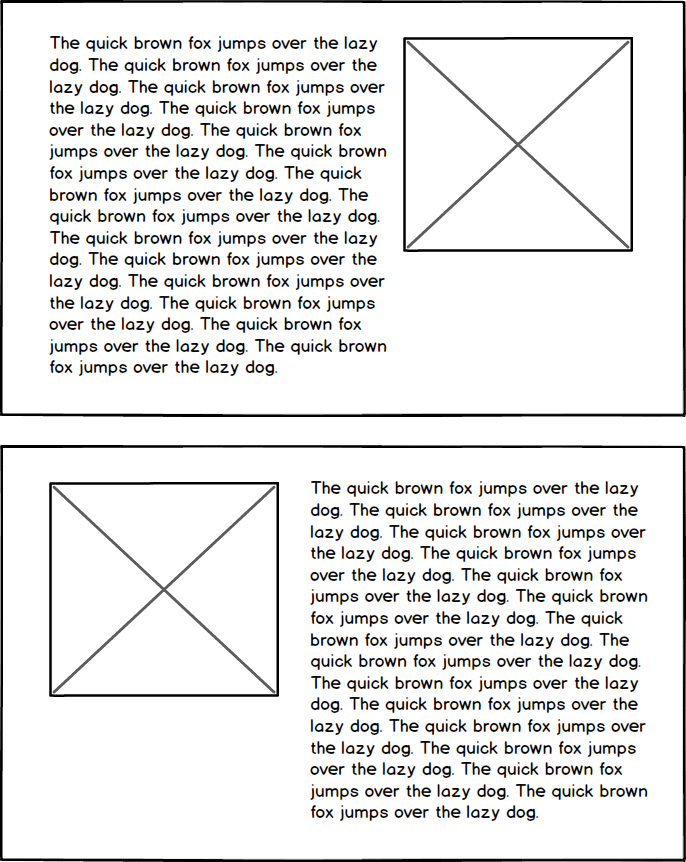 The quick brown fox jumps over the lazy
dog. The quick brown fox jumps over the
lazy dog. The quick brown fox jumps over
the lazy dog. The quick brown fox jumps
over the lazy dog. The quick brown fox
jumps over the lazy dog. The quick brown
fox jumps over the lazy dog. The quick
brown fox jumps over the lazy dog. The
quick brown fox jumps over the lazy dog.
The quick brown fox jumps over the lazy
dog. The quick brown fox jumps over the
lazy dog. The quick brown fox jumps over
the lazy dog. The quick brown fox jumps
over the lazy dog. The quick brown fox
jumps over the lazy dog. The quick brown
fox jumps over the lazy dog.
The quick brown fox jumps over the lazy
dog. The quick brown fox jumps over the
lazy dog. The quick brown fox jumps over
the lazy dog. The quick brown fox jumps
over the lazy dog. The quick brown fox
jumps over the lazy dog. The quick brown
fox jumps over the lazy dog. The quick
brown fox jumps over the lazy dog. The
quick brown fox jumps over the lazy dog.
The quick brown fox jumps over the lazy
dog. The quick brown fox jumps over the
lazy dog. The quick brown fox jumps over
the lazy dog. The quick brown fox jumps
over the lazy dog. The quick brown fox
jumps over the lazy dog. The quick brown
fox jumps over the lazy dog.